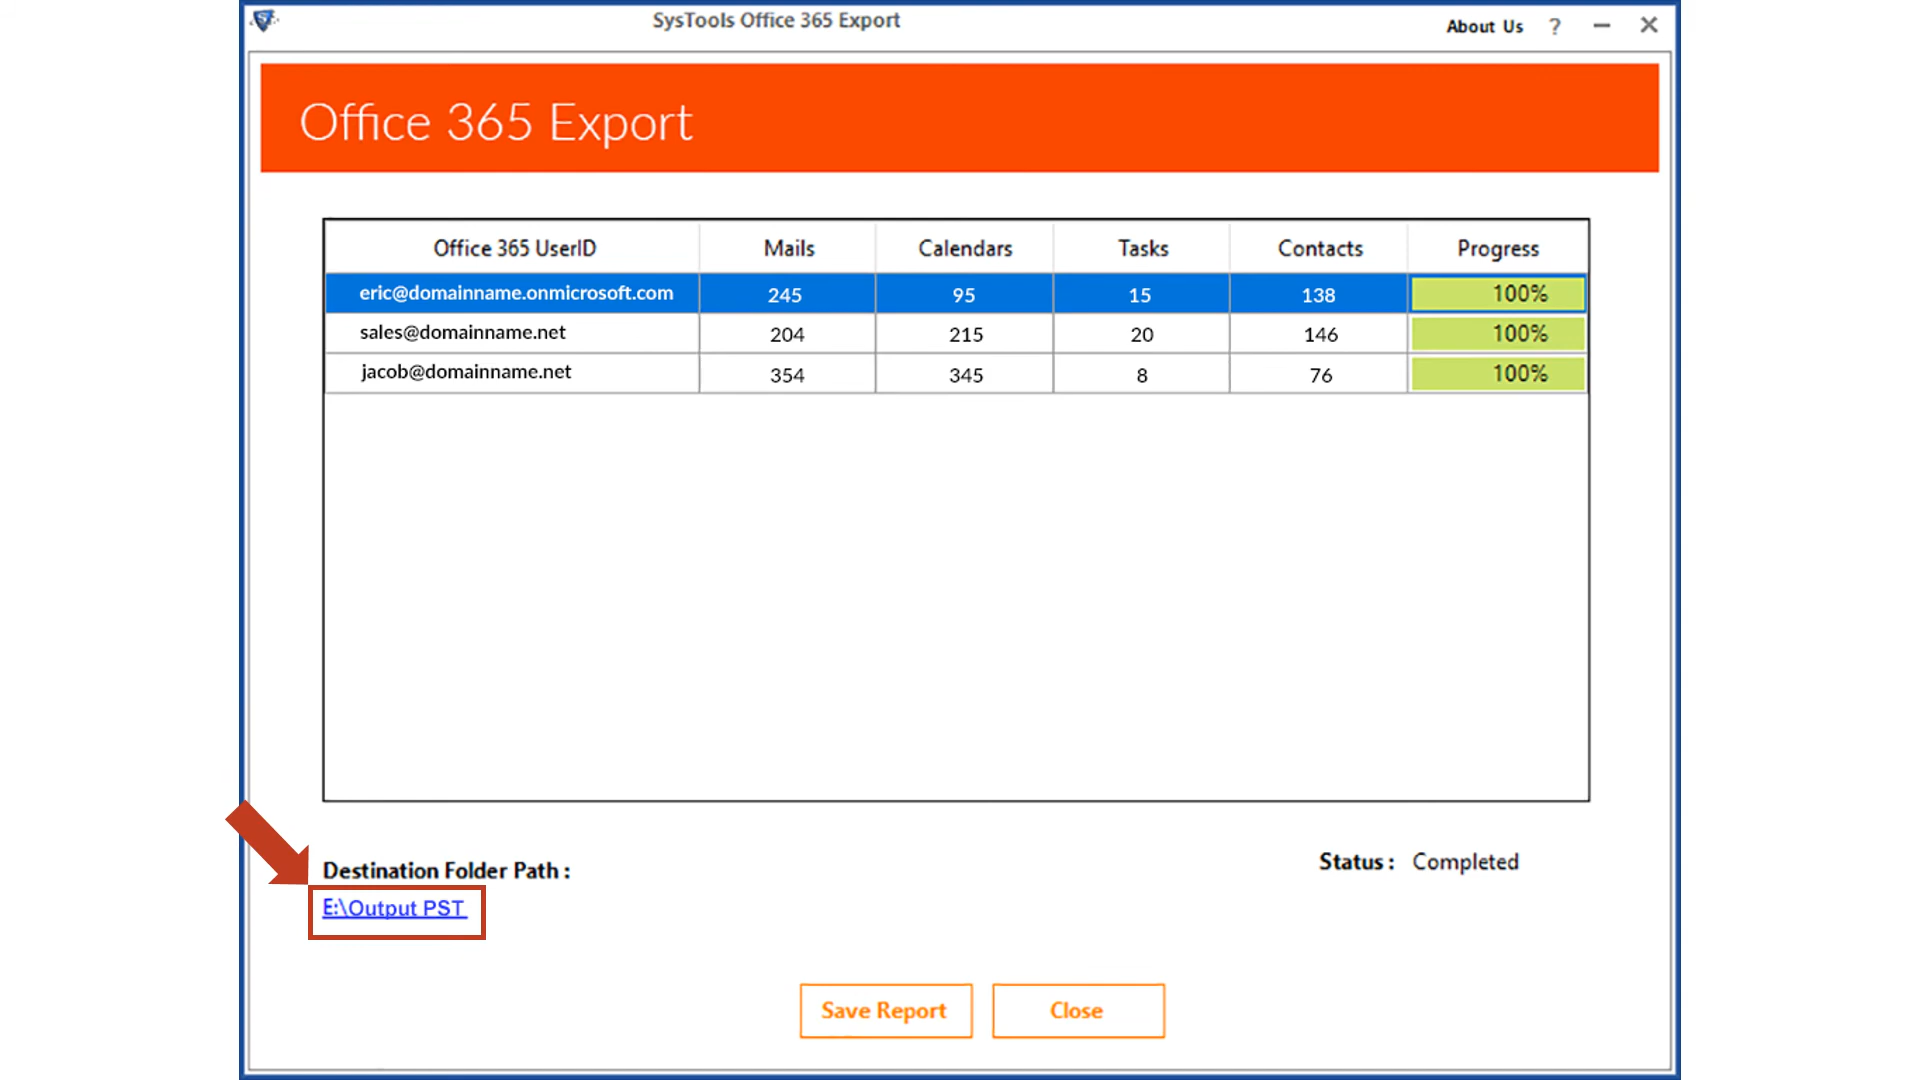 SysTools Office 365 Export
About Us ?
Office 365 Export
Office 365 UserID Mails Calendars Tasks Contacts Progress
eric@domainname.onmicrosoft.com 245 95 15 138 100%
sales@domainname.net 204 215 20 146 100%
jacob@domainname.net 354 345 8 76 100%
Destination Folder Path :
Status : Completed
E:\Output PST
Save Report Close